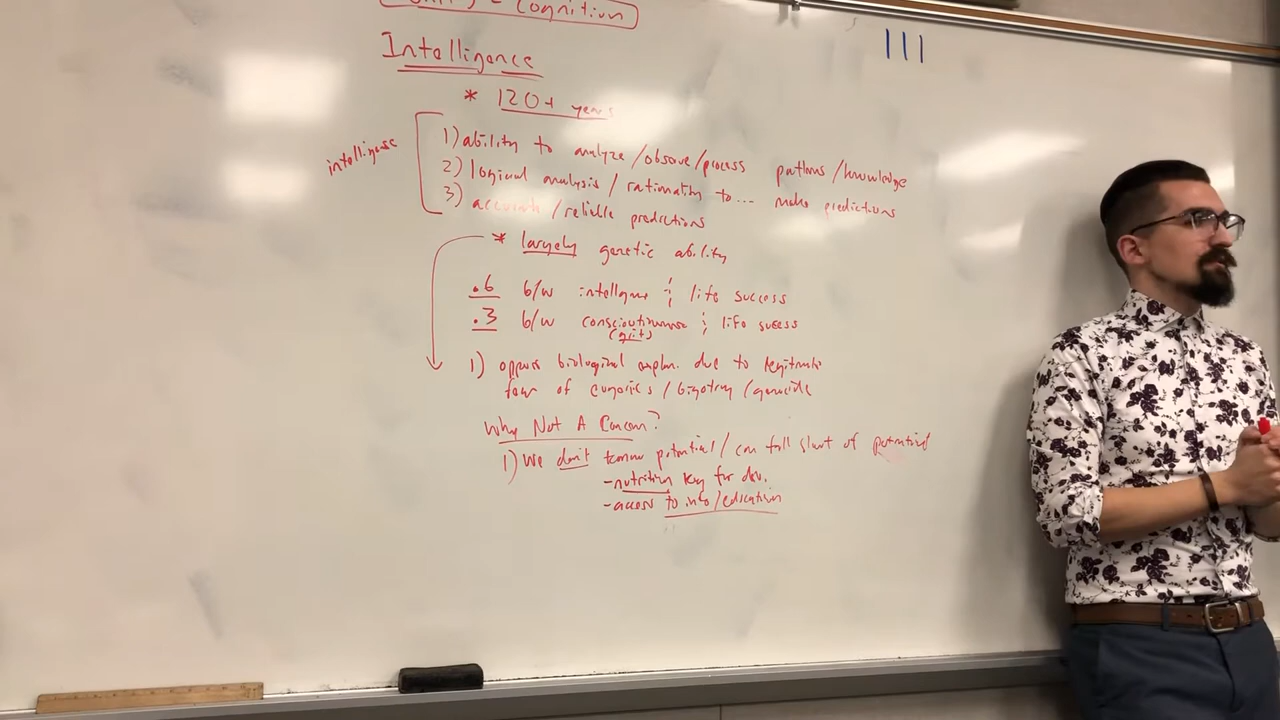 Cognition
Intelligence
* 120+ years
intelligence
1) ability to analyze/observe/process patterns/knowledge
2) logical analysis / rationality to... make predictions
3) accurate/reliable predictions
* largely genetic ability
.6 b/w intelligence & life success
.3 b/w conscientiousness & life success
(grit)
1) oppose biological explan. due to legitimate
fear of eugenics/bigotry/genocide
Why Not A Concern?
1) We don't know potential/can fall short of potential
-nutrition key for dev.
-access to info/education
III